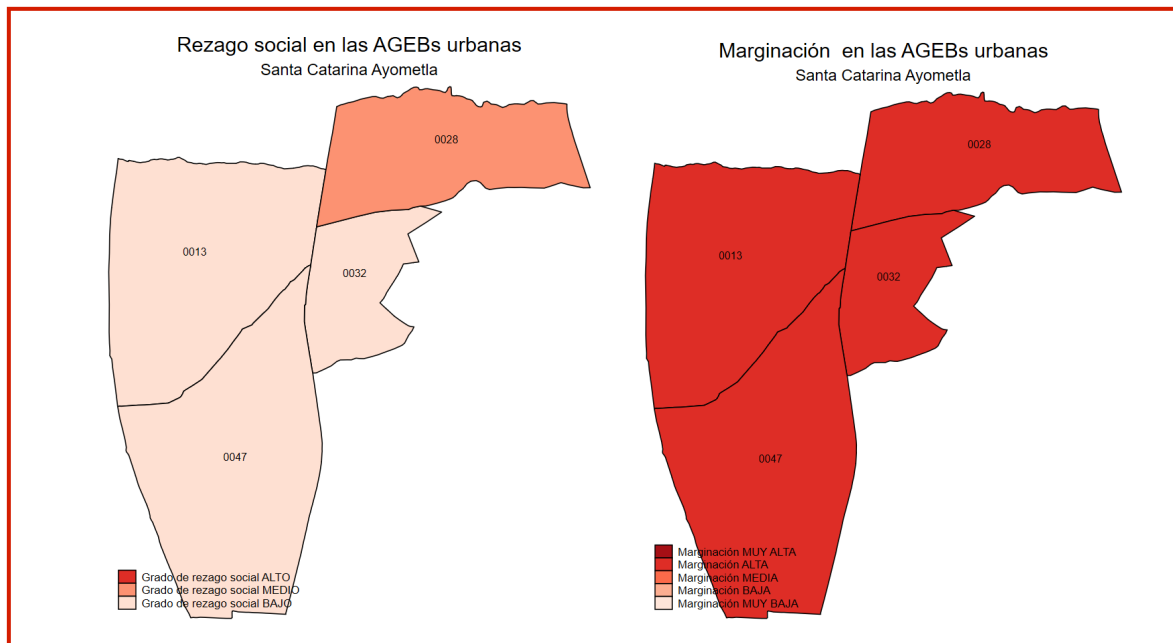 Rezago social en las AGEBs urbanas
Santa Catarina Ayometla
0028
0013
0032
0047
Grado de rezago social ALTO
Grado de rezago social MEDIO
Grado de rezago social BAJO
Marginación en las AGEBs urbanas
Santa Catarina Ayometla
0028
0013
0032
0047
Marginación MUY ALTA
Marginación ALTA
Marginación MEDIA
Marginación BAJA
Marginación MUY BAJA